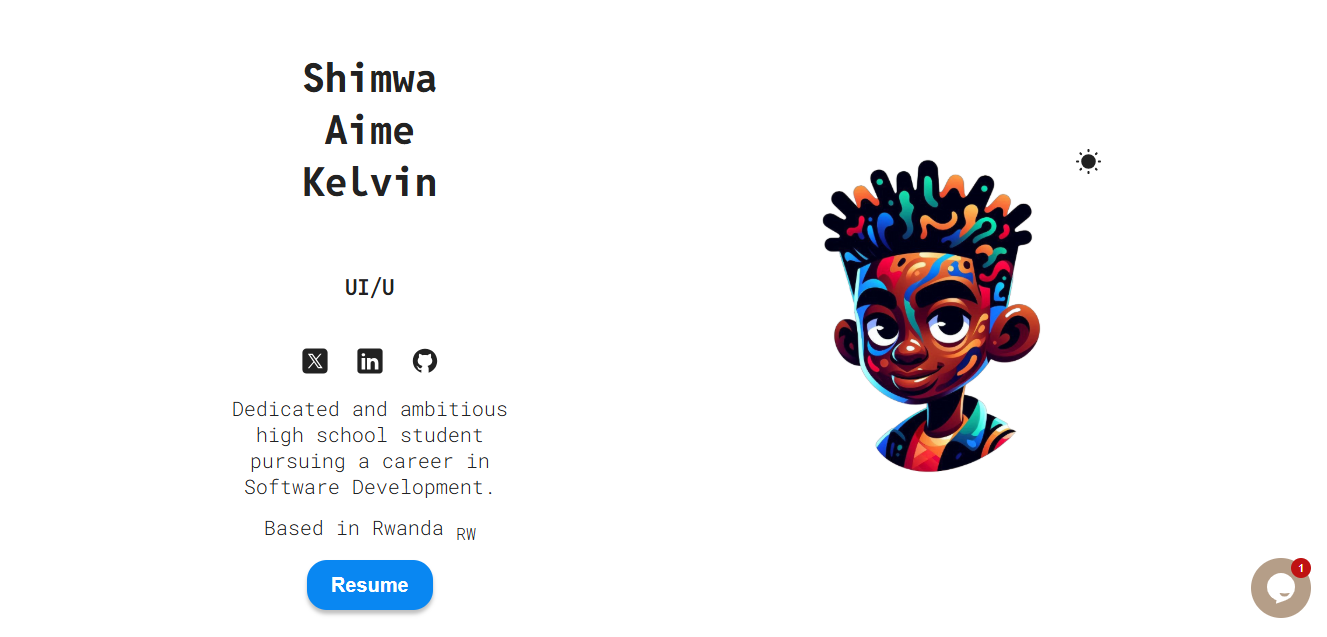 Shimwa
Aime
Kelvin
UI/U
Dedicated and ambitious
high school student
pursuing a career in
Software Development.
Based in Rwanda RW
Resume
1